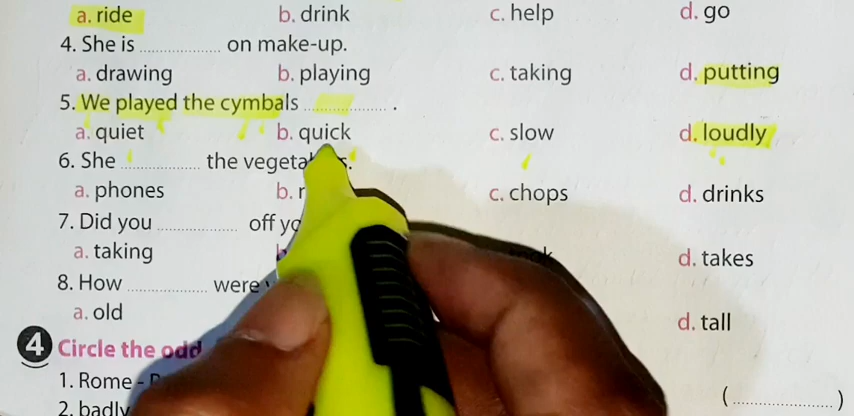 a. ride b. drink c. help d. go
4. She is .................... on make-up.
a. drawing b. playing c. taking d. putting
5. We played the cymbals .................... .
a. quiet b. quick c. slow d. loudly
6. She .................... the
a. phones b. c. chops d. drinks
7. Did you .................... off
a. taking d. takes
8. How .................... were
a. old d. tall
4 Circle the odd
1. Rome -
2. badly (....................)